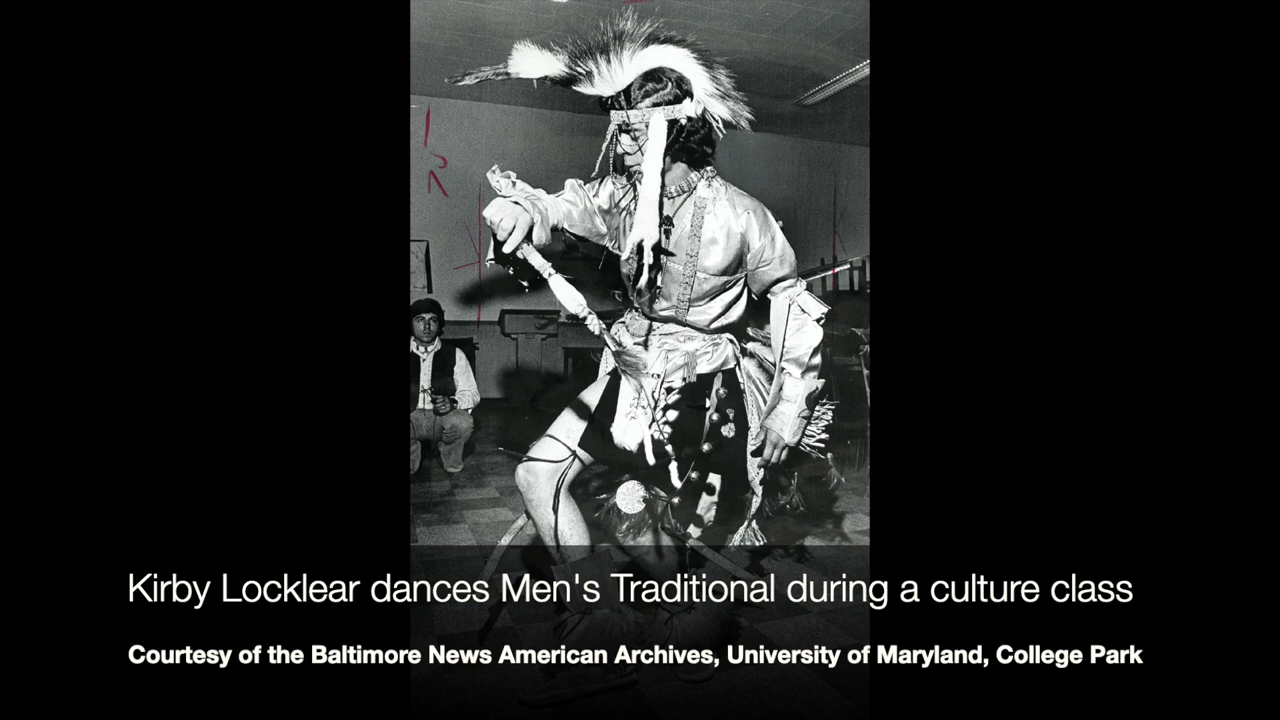 Kirby Locklear dances Men's Traditional during a culture class
Courtesy of the Baltimore News American Archives, University of Maryland, College Park